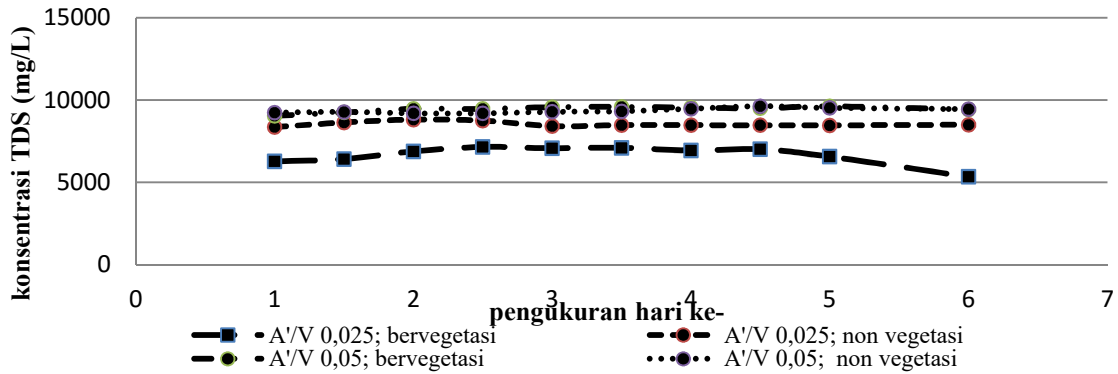 konsentrasi TDS (mg/L)
15000
10000
5000
0
0 1 2 3 4 5 6 7
pengukuran hari ke-
A'/V 0,025; bervegetasi A'/V 0,025; non vegetasi
A'/V 0,05; bervegetasi A'/V 0,05; non vegetasi